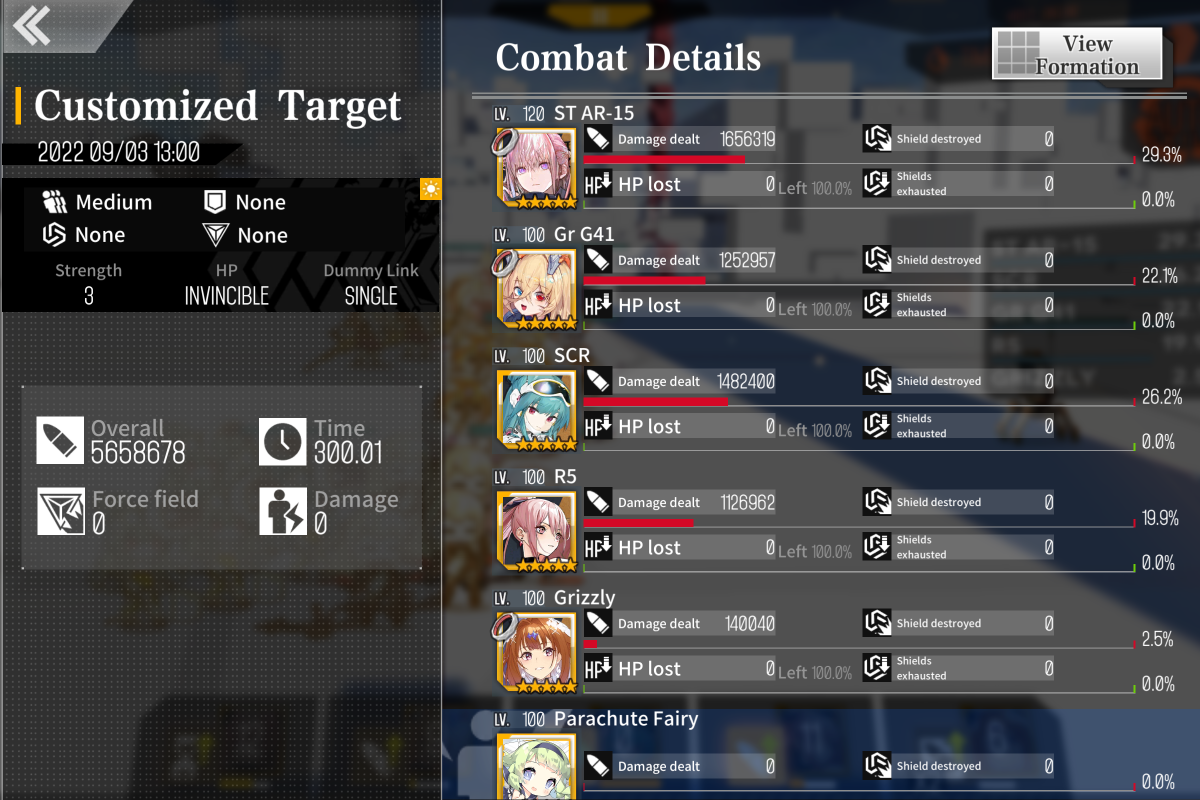 Customized Target
2022 09/03 13:00
Medium
None
None
None
Strength
HP
Dummy Link
3
INVINCIBLE
SINGLE
Overall
5658678
Time
300.01
Force field
0
Damage
0
Combat Details
View
Formation
LV. 120 ST AR-15
Damage dealt 1656319
Shield destroyed 0
29.3%
HP lost 0 Left 100.0%
Shields exhausted 0
0.0%
LV. 100 Gr G41
Damage dealt 1252957
Shield destroyed 0
22.1%
HP lost 0 Left 100.0%
Shields exhausted 0
0.0%
LV. 100 SCR
Damage dealt 1482400
Shield destroyed 0
26.2%
HP lost 0 Left 100.0%
Shields exhausted 0
0.0%
LV. 100 R5
Damage dealt 1126962
Shield destroyed 0
19.9%
HP lost 0 Left 100.0%
Shields exhausted 0
0.0%
LV. 100 Grizzly
Damage dealt 140040
Shield destroyed 0
2.5%
HP lost 0 Left 100.0%
Shields exhausted 0
0.0%
LV. 100 Parachute Fairy
Damage dealt 0
Shield destroyed 0
0.0%